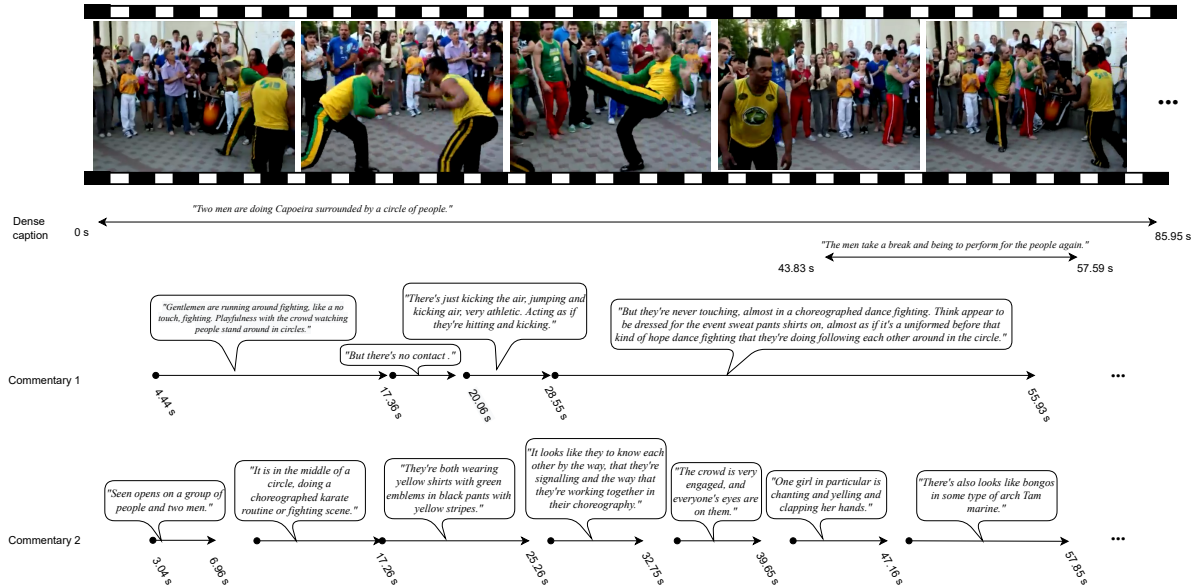 Dense
caption
0 s
"Two men are doing Capoeira surrounded by a circle of people."
85.95 s
"The men take a break and being to perform for the people again."
43.83 s
57.59 s
"Gentlemen are running around fighting, like a no
touch, fighting. Playfulness with the crowd watching
people stand around in circles."
"But there's no contact ."
"There's just kicking the air, jumping and
kicking air, very athletic. Acting as if
they're hitting and kicking."
"But they're never touching, almost in a choreographed dance fighting. Think appear to
be dressed for the event sweat pants shirts on, almost as if it's a uniformed before that
kind of hope dance fighting that they're doing following each other around in the circle."
Commentary 1
4.44 s
17.36 s
20.06 s
28.55 s
55.93 s
...
"Seen opens on a group of
people and two men."
"It is in the middle of a
circle, doing a
choreographed karate
routine or fighting scene."
"They're both wearing
yellow shirts with green
emblems in black pants with
yellow stripes."
"It looks like they to know each
other by the way, that they're
signalling and the way that
they're working together in
their choreography."
"The crowd is very
engaged, and
everyone's eyes are
on them."
"One girl in particular is
chanting and yelling and
clapping her hands."
"There's also looks like bongos
in some type of arch Tam
marine."
Commentary 2
3.04 s
6.96 s
17.26 s
25.26 s
32.75 s
39.65 s
47.16 s
57.85 s
...